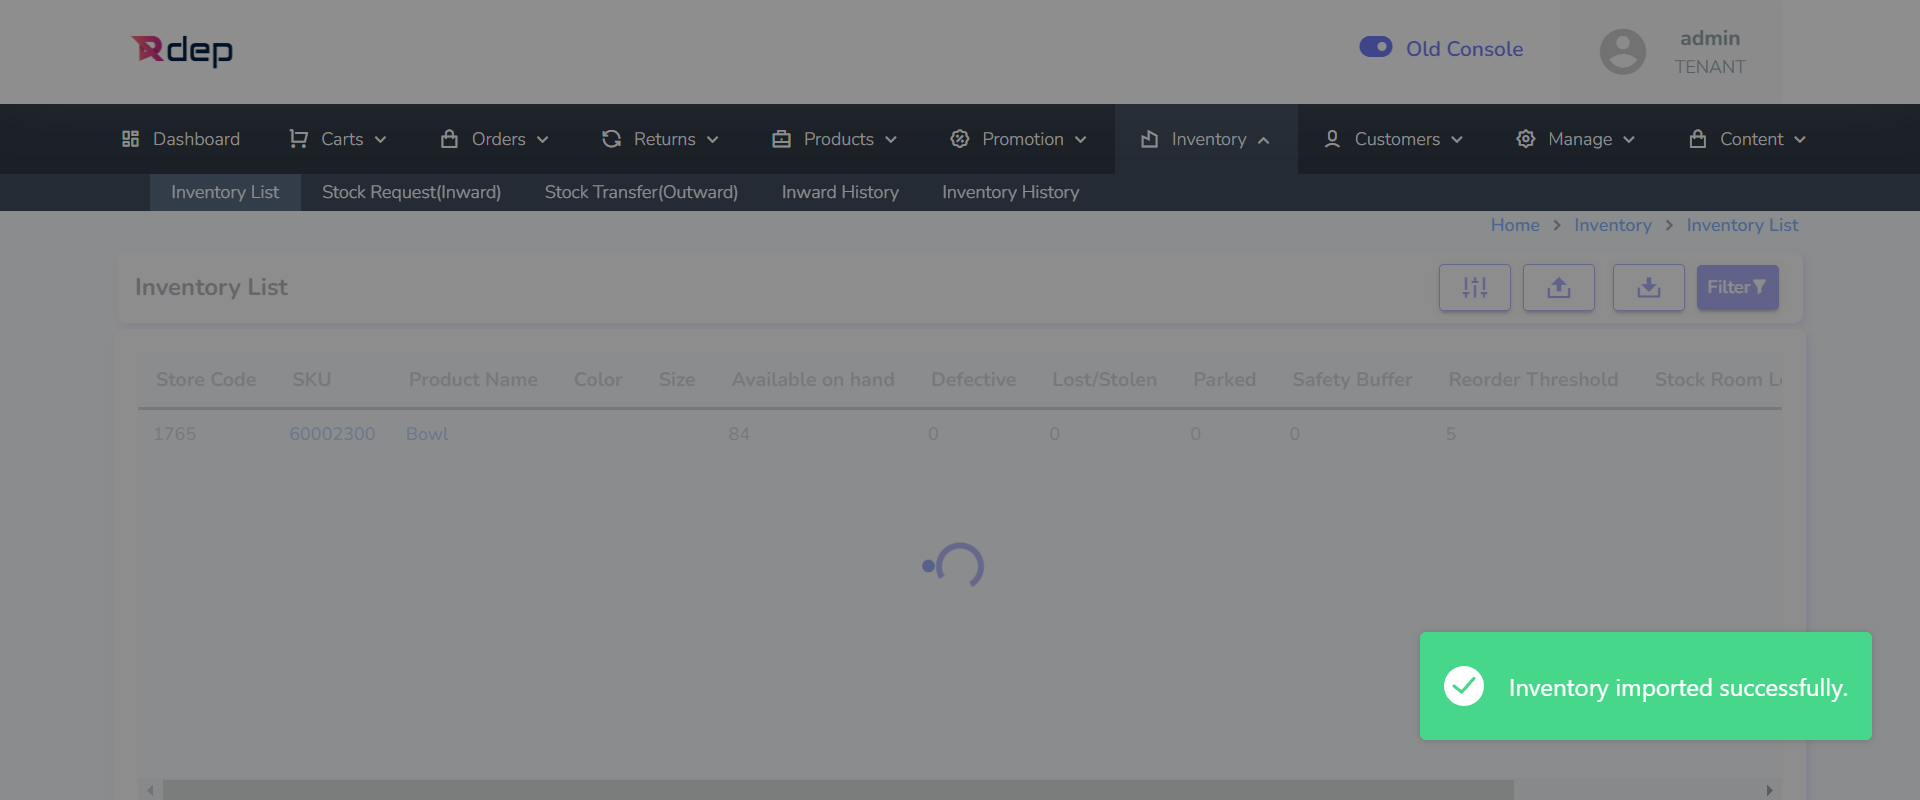 Rdep
Old Console
admin
TENANT
Dashboard Carts Orders Returns Products Promotion Inventory Customers Manage Content
Inventory List Stock Request(Inward) Stock Transfer(Outward) Inward History Inventory History
Home > Inventory > Inventory List
Inventory List
Filter
Store Code SKU Product Name Color Size Available on hand Defective Lost/Stolen Parked Safety Buffer Reorder Threshold Stock Room
1765 60002300 Bowl 84 0 0 0 0 5
Inventory imported successfully.